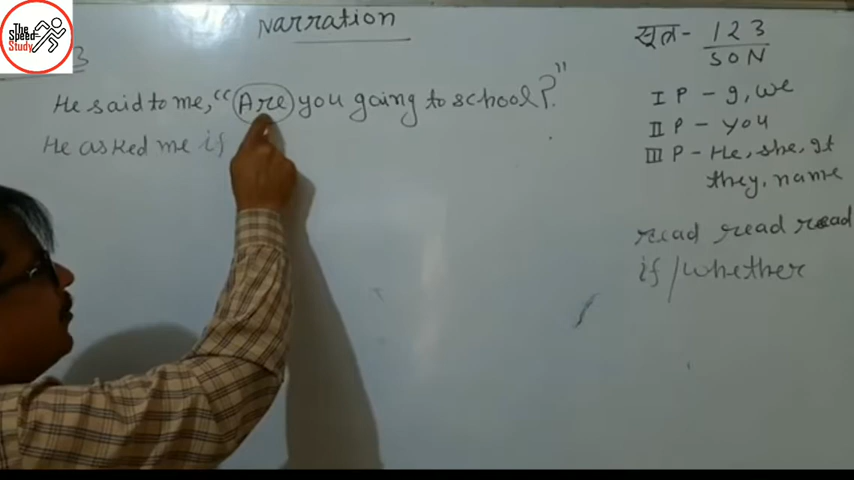 The Speed Study
3
Narration
He said to me, “Are you going to school?”
He asked me if
सूत्र- 1 2 3
S O N
I P - I, we
II P - you
III P - He, she, It
they, name
read read read
if/whether